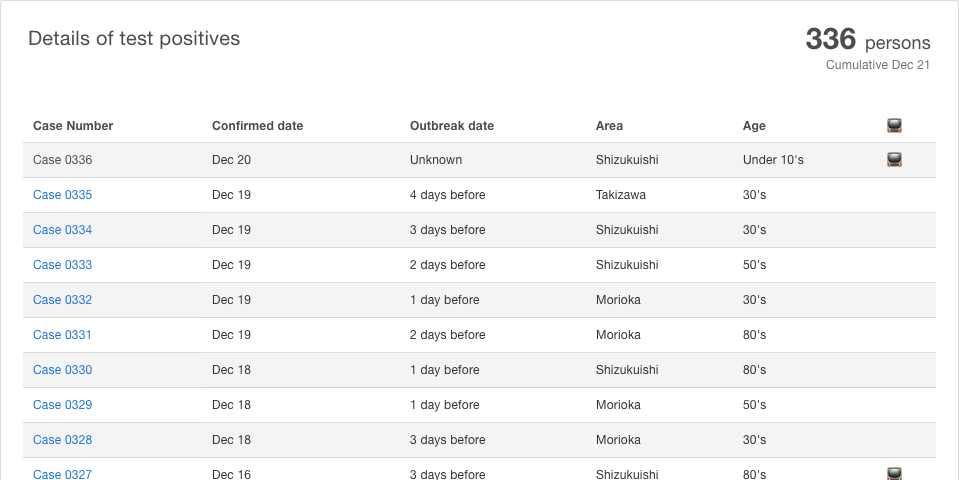 Details of test positives
336 persons
Cumulative Dec 21
Case Number Confirmed date Outbreak date Area Age
Case 0336 Dec 20 Unknown Shizukuishi Under 10's
Case 0335 Dec 19 4 days before Takizawa 30's
Case 0334 Dec 19 3 days before Shizukuishi 30's
Case 0333 Dec 19 2 days before Shizukuishi 50's
Case 0332 Dec 19 1 day before Morioka 30's
Case 0331 Dec 19 2 days before Morioka 80's
Case 0330 Dec 18 1 day before Shizukuishi 80's
Case 0329 Dec 18 1 day before Morioka 50's
Case 0328 Dec 18 3 days before Morioka 30's
Case 0327 Dec 16 3 days before Shizukuishi 80's